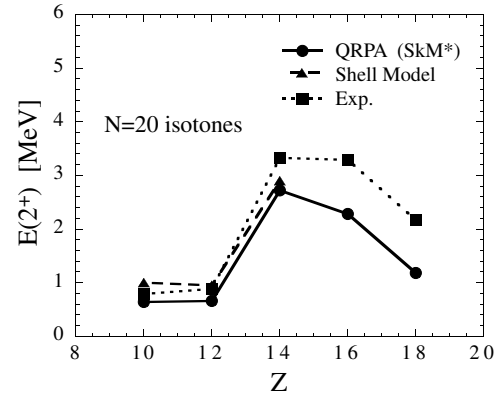 6
5
4
3
2
1
0
E(2+) [MeV]
QRPA (SkM*)
Shell Model
Exp.
N=20 isotones
8 10 12 14 16 18 20
Z